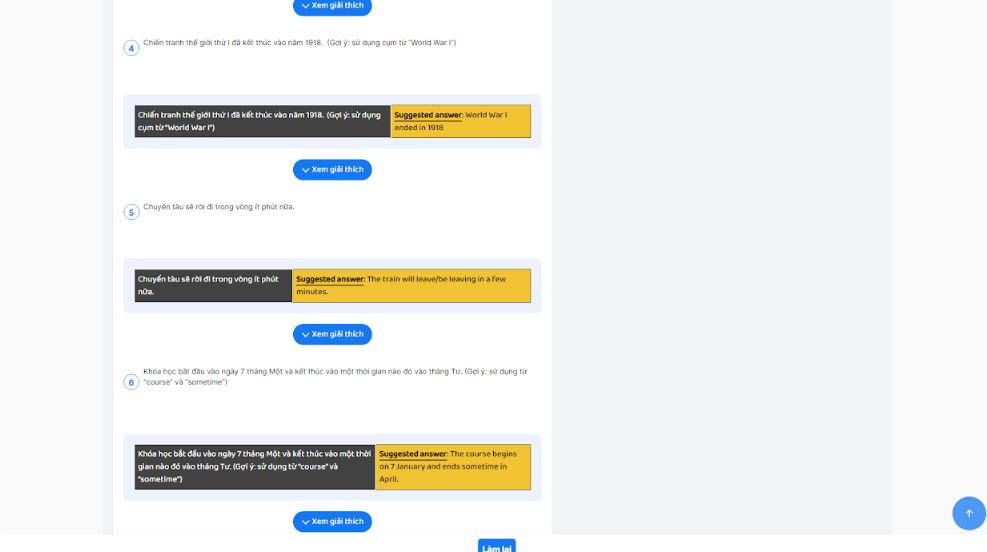 Xem giải thích
4
Chiến tranh thế giới thứ I đã kết thúc vào năm 1918. (Gợi ý: sử dụng cụm từ "World War I")
Chiến tranh thế giới thứ I đã kết thúc vào năm 1918. (Gợi ý: sử dụng
cụm từ "World War I")
Suggested answer: World War I
ended in 1918
Xem giải thích
5
Chuyến tàu sẽ rời đi trong vòng ít phút nữa.
Chuyến tàu sẽ rời đi trong vòng ít phút
nữa.
Suggested answer: The train will leave/be leaving in a few
minutes.
Xem giải thích
6
Khóa học bắt đầu vào ngày 7 tháng Một và kết thúc vào một thời gian nào đó vào tháng Tư. (Gợi ý: sử dụng từ
"course" và "sometime")
Khóa học bắt đầu vào ngày 7 tháng Một và kết thúc vào một thời
gian nào đó vào tháng Tư. (Gợi ý: sử dụng từ "course" và
"sometime")
Suggested answer: The course begins
on 7 January and ends sometime in
April.
Xem giải thích
Làm lại